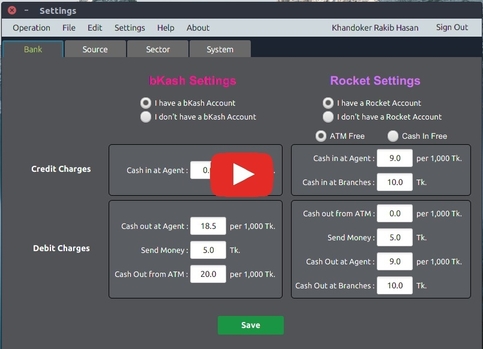 Settings
Operation File Edit Settings Help About Khandoker Rakib Hasan Sign Out
Bank Source Sector System
bKash Settings Rocket Settings
I have a bKash Account I have a Rocket Account
I don't have a bKash Account I don't have a Rocket Account
ATM Free Cash In Free
Credit Charges
Cash in at Agent :
Cash in at Agent : 9.0 per 1,000 Tk.
Cash in at Branches : 10.0 Tk.
Debit Charges
Cash out at Agent : 18.5 per 1,000 Tk.
Send Money : 5.0 Tk.
Cash Out from ATM : 20.0 per 1,000 Tk.
Cash out from ATM : 0.0 per 1,000 Tk.
Send Money : 5.0 Tk.
Cash Out at Agent : 9.0 per 1,000 Tk.
Cash Out at Branches : 10.0 Tk.
Save